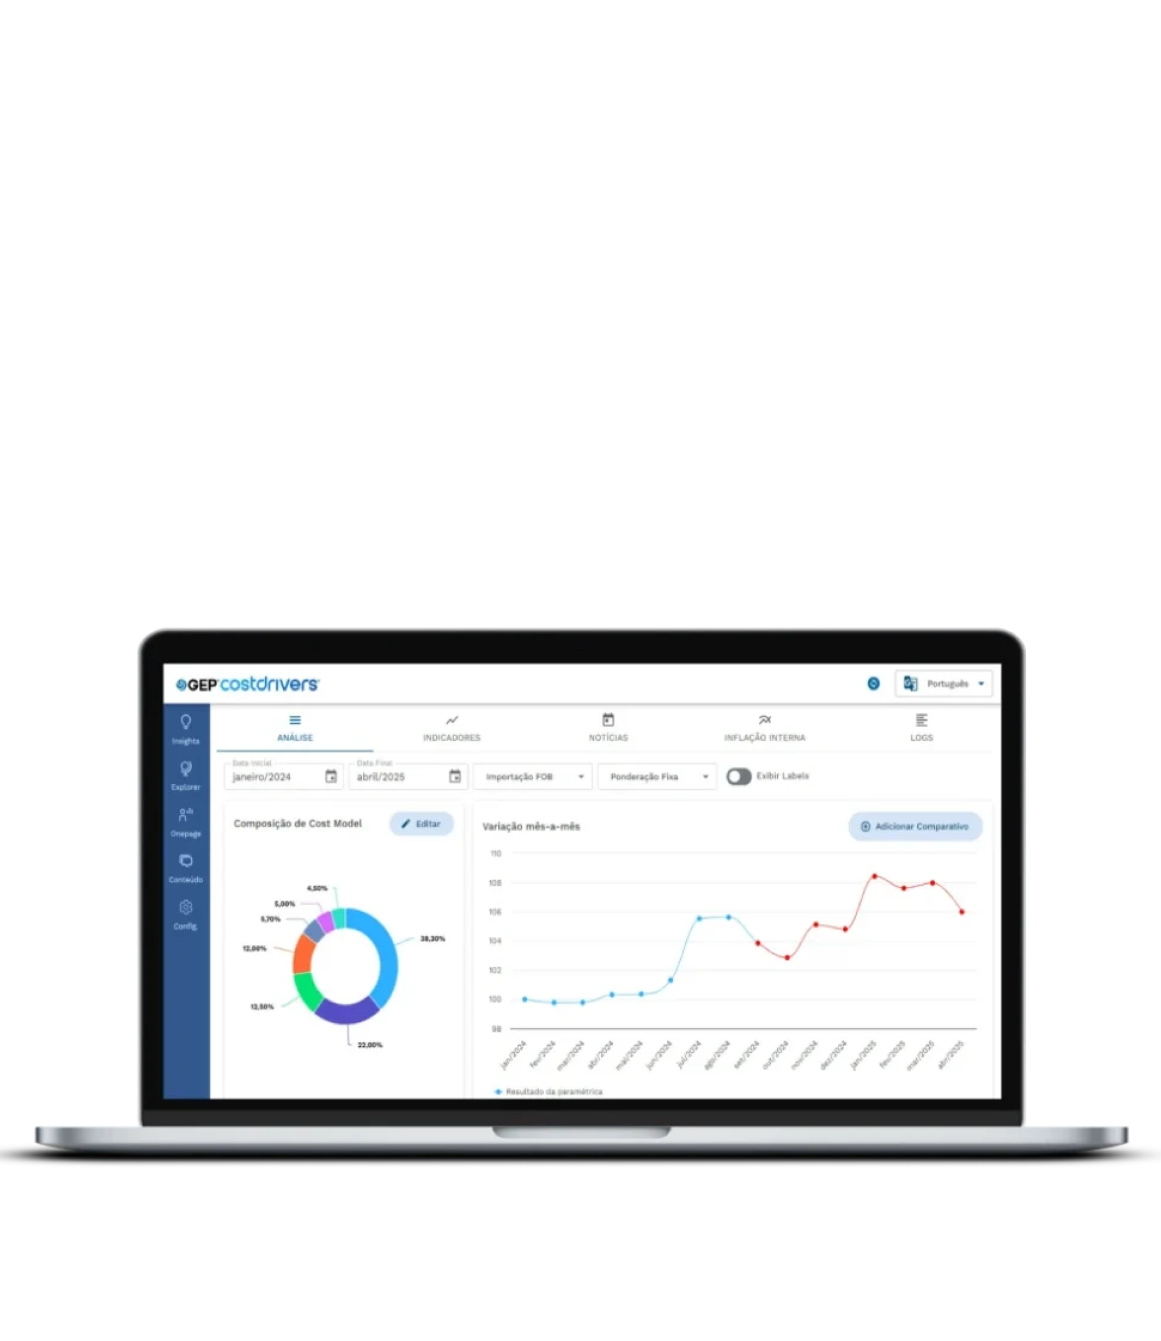 GEP costdrivers
Português
Insights
Explorer
Onepage
Conteúdo
Config.
ANÁLISE
INDICADORES
NOTÍCIAS
INFLAÇÃO INTERNA
LOGS
Data Inicial
janeiro/2024
Data Final
abril/2025
Importação FOB
Ponderação Fixa
Exibir Labels
Composição de Cost Model
Editar
4,50%
5,00%
12,00%
38,30%
22,00%
Variação mês-a-mês
Adicionar Comparativo
110
108
106
104
102
100
98
jan/2024
fev/2024
mar/2024
abr/2024
mai/2024
jun/2024
jul/2024
ago/2024
set/2024
out/2024
nov/2024
dez/2024
jan/2025
fev/2025
mar/2025
abr/2025
Resultado da paramétrica